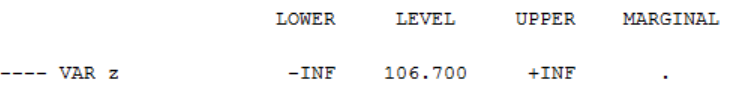 LOWER LEVEL UPPER MARGINAL
---- VAR z -INF 106.700 +INF .